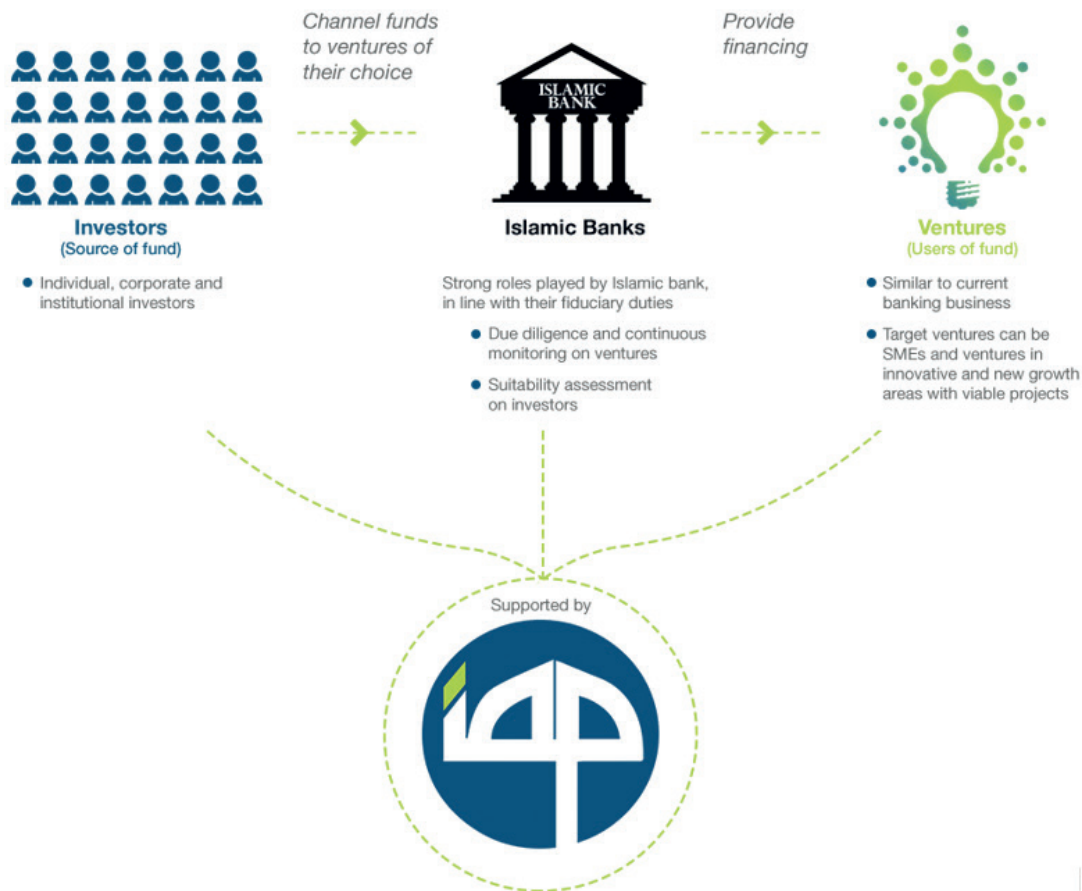 Channel funds
to ventures of
their choice
Provide
financing
ISLAMIC
BANK
Investors
(Source of fund)
Islamic Banks
Ventures
(Users of fund)
Individual, corporate and
institutional investors
Strong roles played by Islamic bank,
in line with their fiduciary duties
Due diligence and continuous
monitoring on ventures
Suitability assessment
on investors
Similar to current
banking business
Target ventures can be
SMEs and ventures in
innovative and new growth
areas with viable projects
Supported by
iap